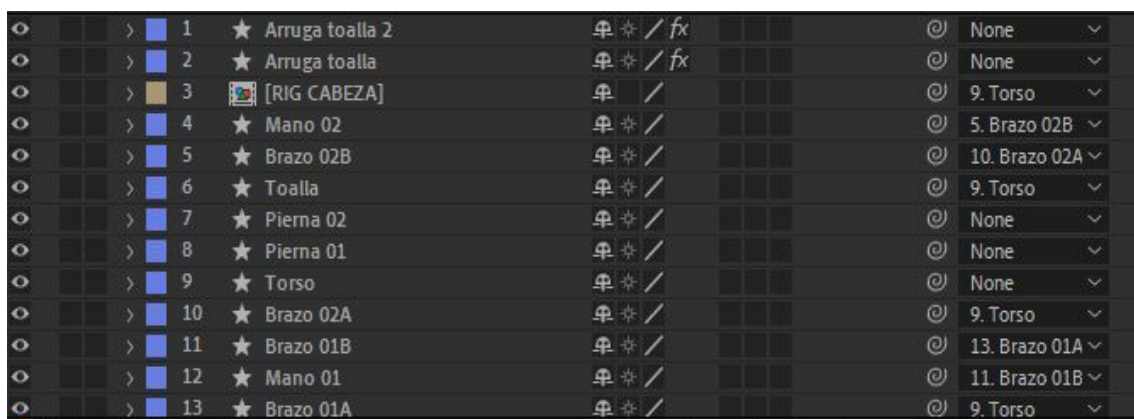 1 Arruga toalla 2 fx None
2 Arruga toalla fx None
3 [RIG CABEZA] 9. Torso
4 Mano 02 5. Brazo 02B
5 Brazo 02B 10. Brazo 02A
6 Toalla 9. Torso
7 Pierna 02 None
8 Pierna 01 None
9 Torso None
10 Brazo 02A 9. Torso
11 Brazo 01B 13. Brazo 01A
12 Mano 01 11. Brazo 01B
13 Brazo 01A 9. Torso